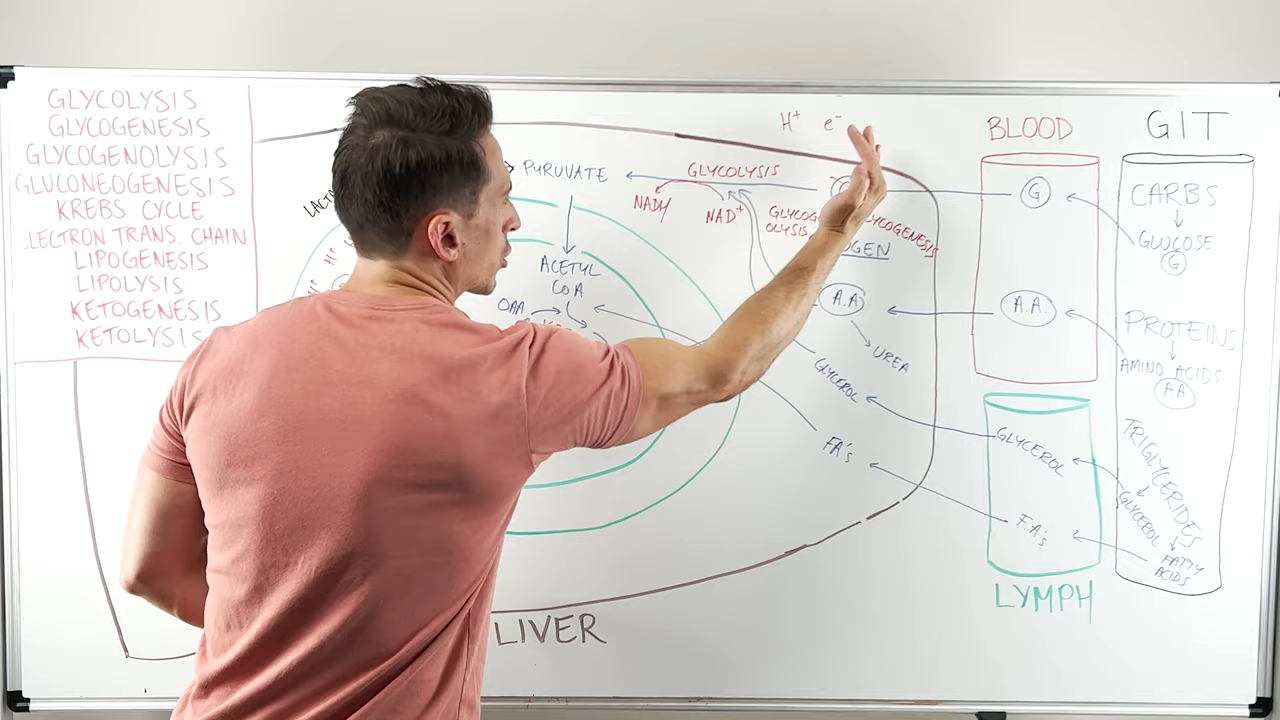 GLYCOLYSIS
GLYCOGENESIS
GLYCOGENOLYSIS
GLUCONEOGENESIS
KREBS CYCLE
LECTRON TRANS. CHAIN
LIPOGENESIS
LIPOLYSIS
KETOGENESIS
KETOLYSIS
PYRUVATE
ACETYL
COA
OAA
GLYCOLYSIS
NADH
NAD+
H+ e-
OLYSIS
A.A
UREA
GLYCEROL
FA's
LIVER
BLOOD
G
A.A.
GLYCEROL
FA's
LYMPH
GIT
CARBS
GLUCOSE
G
PROTEINS
AMINO ACIDS
AA
TRIGLYCERIDES
GLYCEROL
FATTY
ACIDS